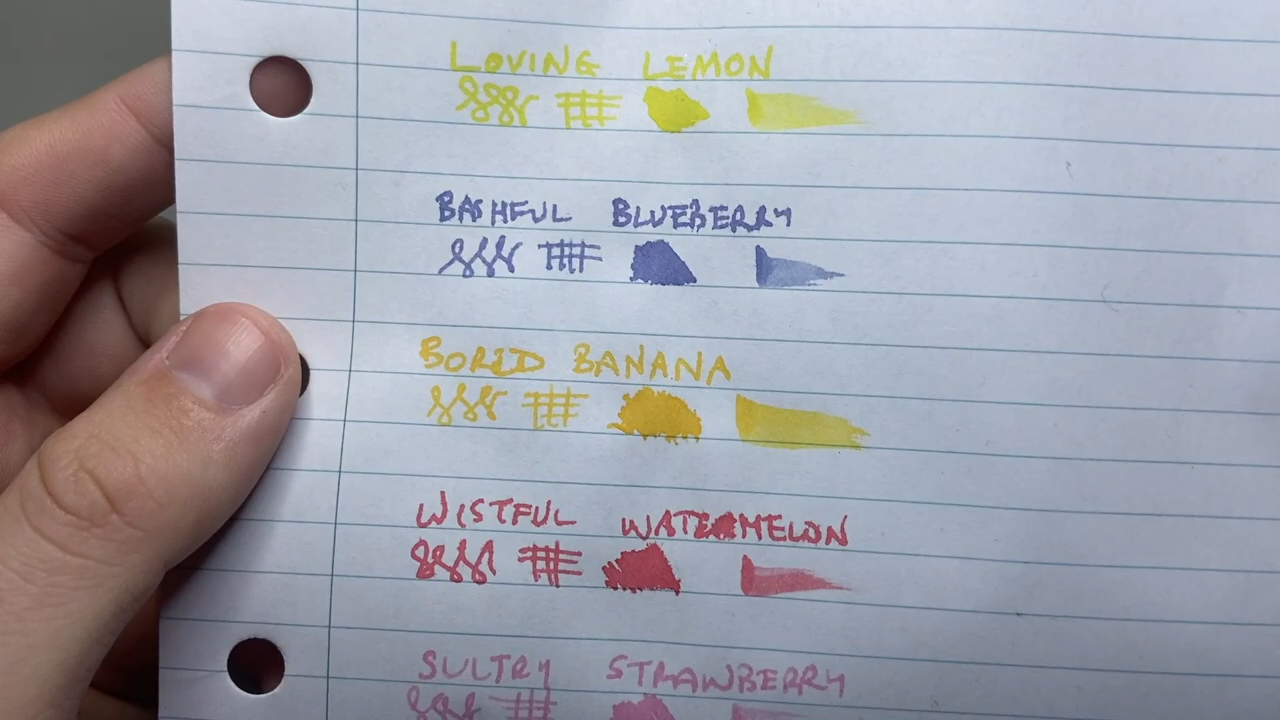 LOVING LEMON
BASHFUL BLUEBERRY
BORED BANANA
WISTFUL WATERMELON
SULTRY STRAWBERRY